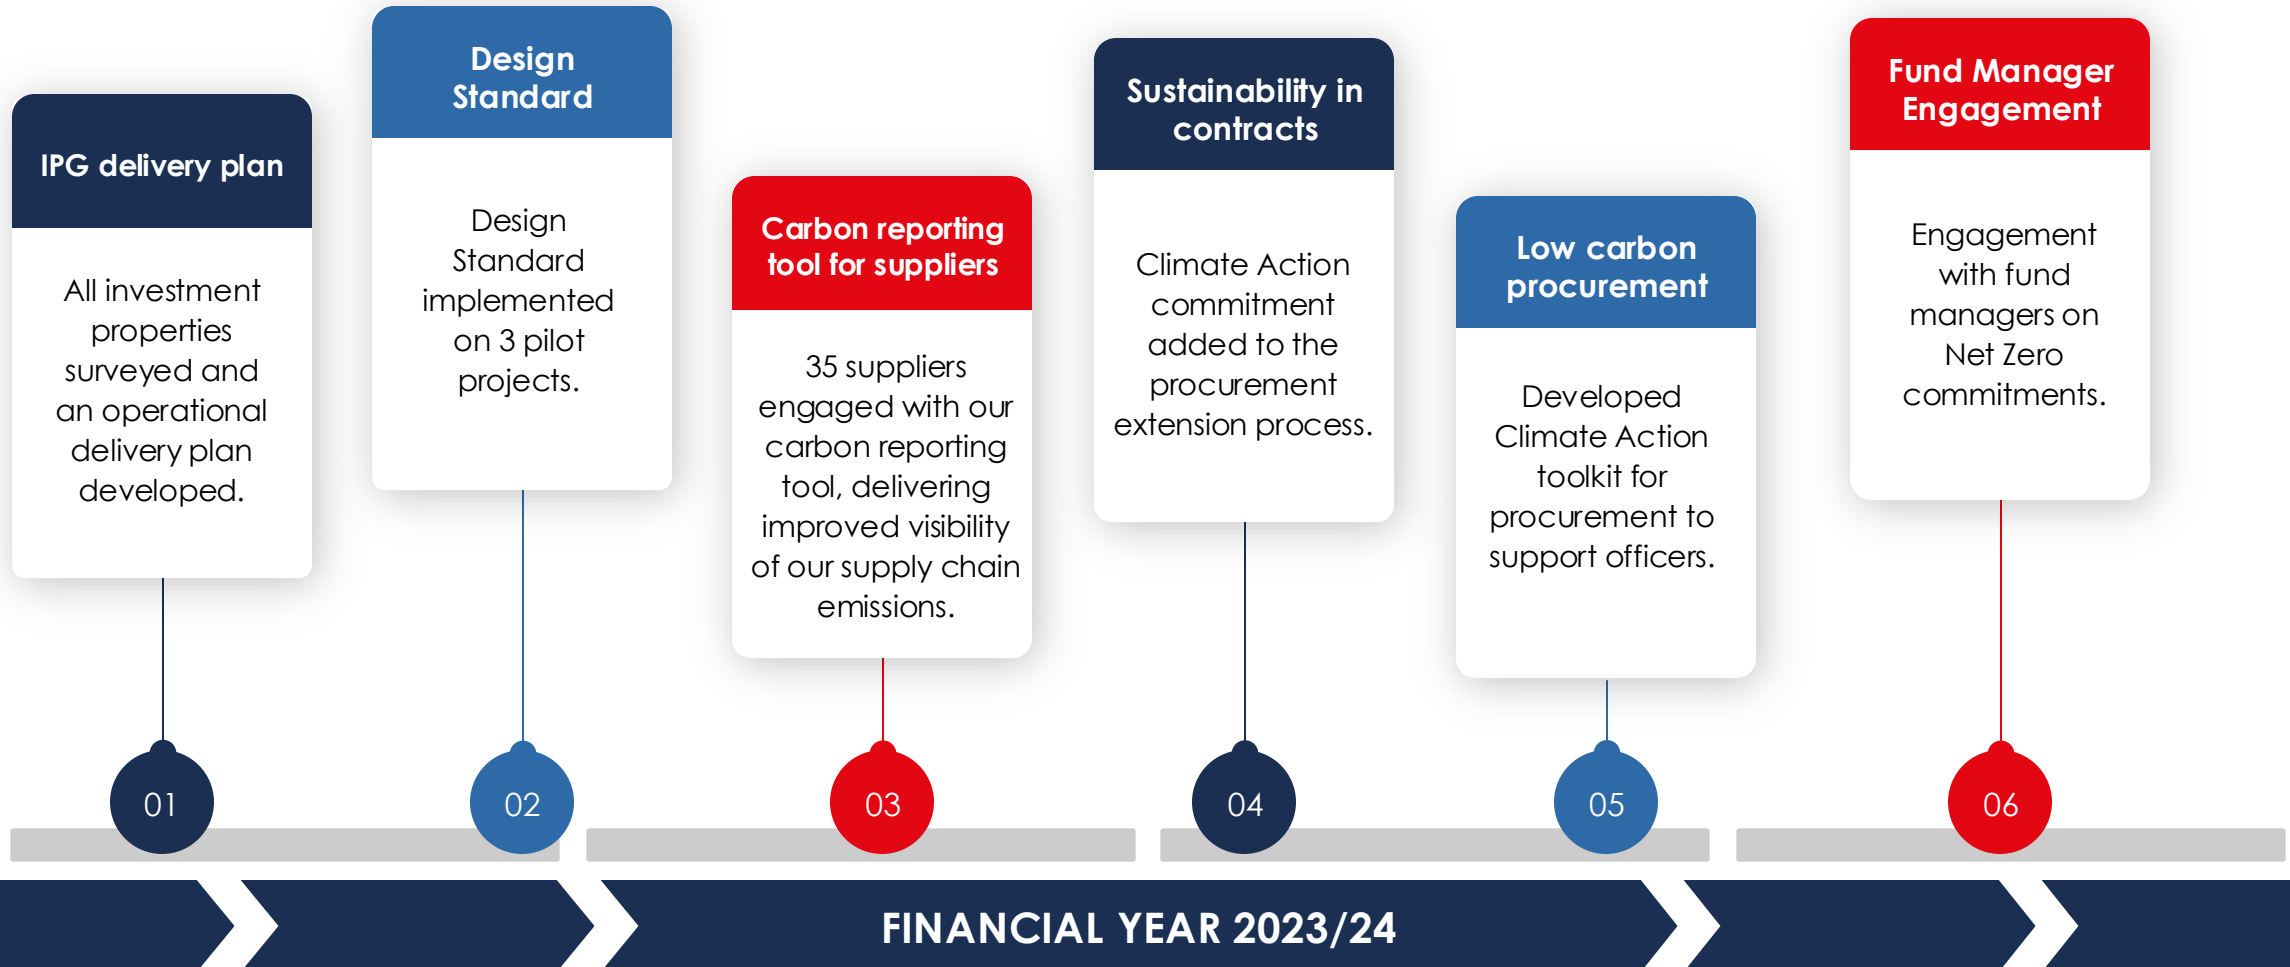 IPG delivery plan
All investment
properties
surveyed and
an operational
delivery plan
developed.
01
Design
Standard
Design
Standard
implemented
on 3 pilot
projects.
02
Carbon reporting
tool for suppliers
35 suppliers
engaged with our
carbon reporting
tool, delivering
improved visibility
of our supply chain
emissions.
03
Sustainability in
contracts
Climate Action
commitment
added to the
procurement
extension process.
04
Low carbon
procurement
Developed
Climate Action
toolkit for
procurement to
support officers.
05
Fund Manager
Engagement
Engagement
with fund
managers on
Net Zero
commitments.
06
FINANCIAL YEAR 2023/24